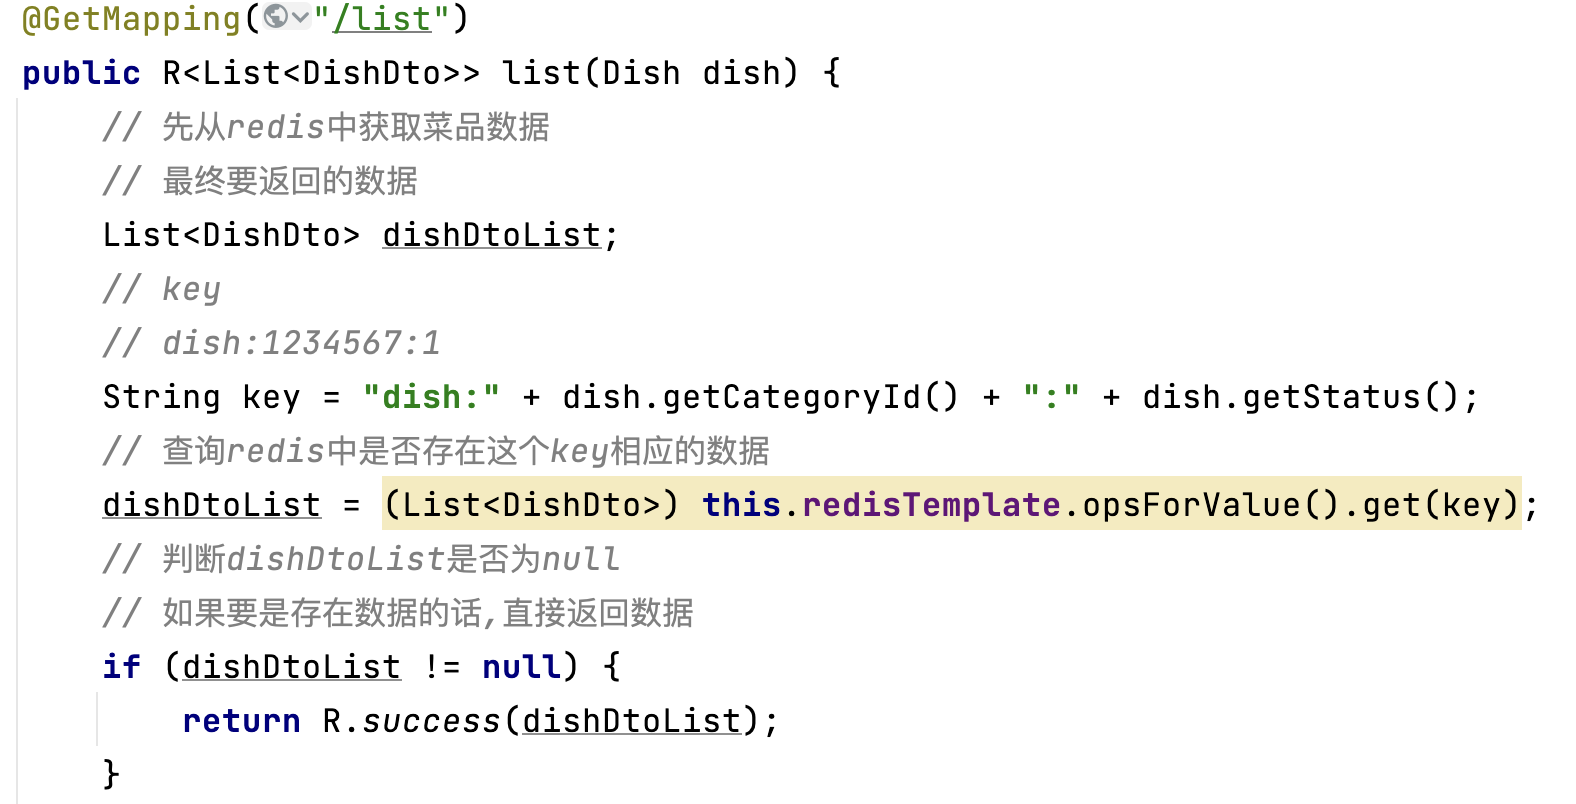 @GetMapping("/list")
public R<List<DishDto>> list(Dish dish) {
// 先从redis中获取菜品数据
// 最终要返回的数据
List<DishDto> dishDtoList;
// key
// dish:1234567:1
String key = "dish:" + dish.getCategoryId() + ":" + dish.getStatus();
// 查询redis中是否存在这个key相应的数据
dishDtoList = (List<DishDto>) this.redisTemplate.opsForValue().get(key);
// 判断dishDtoList是否为null
// 如果要是存在数据的话,直接返回数据
if (dishDtoList != null) {
return R.success(dishDtoList);
}